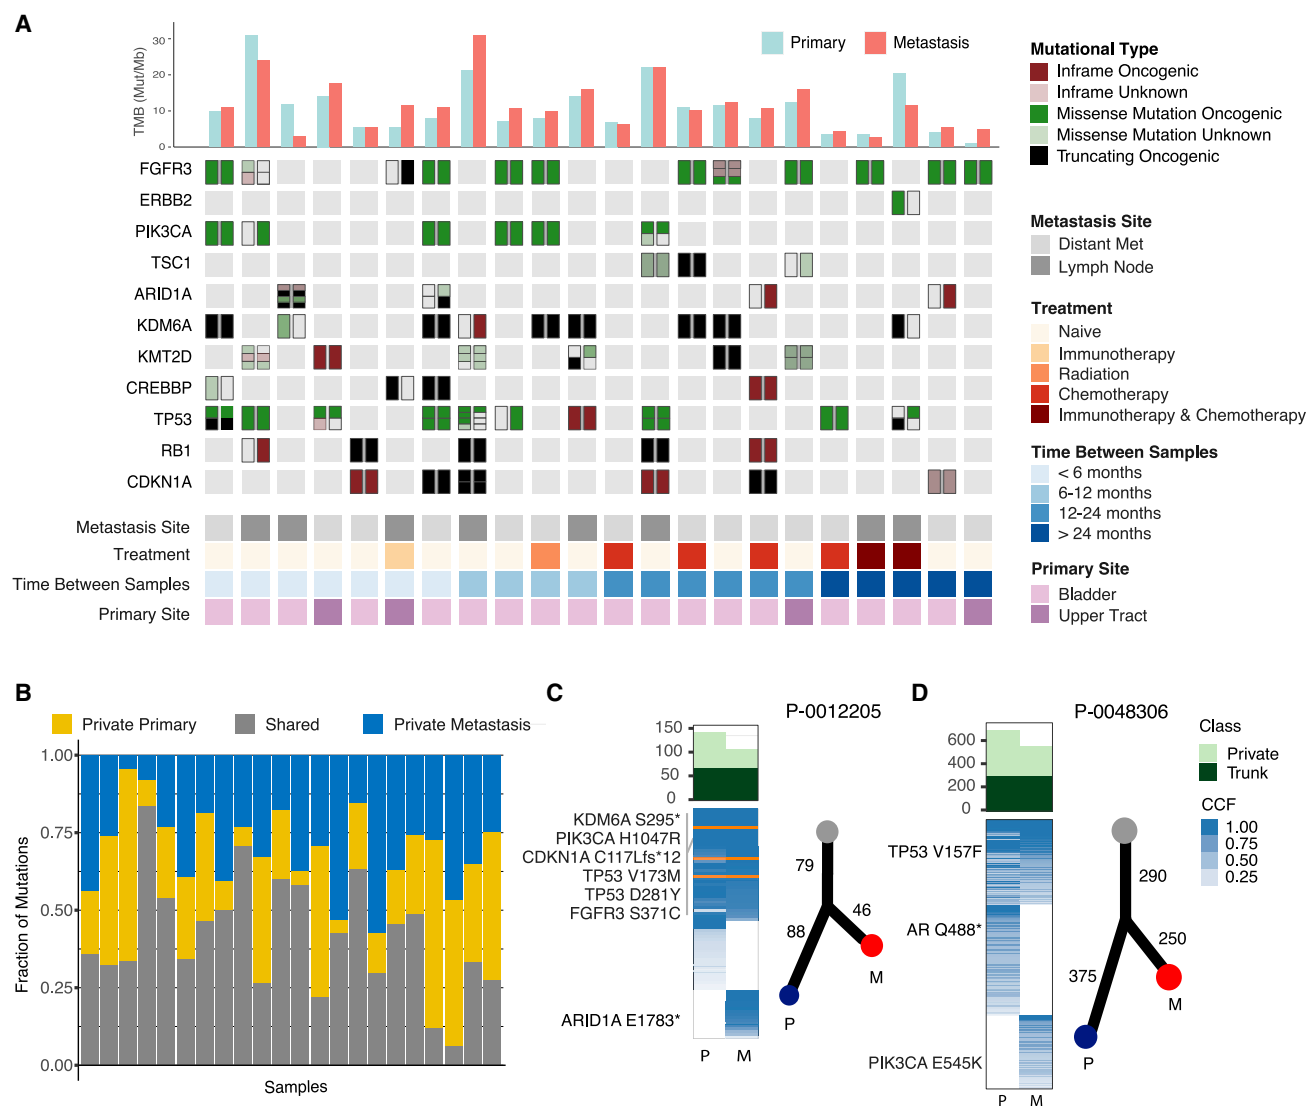 A
TMB (Mut/Mb)
30
20
10
0
Primary
Metastasis
FGFR3
ERBB2
PIK3CA
TSC1
ARID1A
KDM6A
KMT2D
CREBBP
TP53
RB1
CDKN1A
Metastasis Site
Treatment
Time Between Samples
Primary Site
Mutational Type
Inframe Oncogenic
Inframe Unknown
Missense Mutation Oncogenic
Missense Mutation Unknown
Truncating Oncogenic
Metastasis Site
Distant Met
Lymph Node
Treatment
Naive
Immunotherapy
Radiation
Chemotherapy
Immunotherapy & Chemotherapy
Time Between Samples
< 6 months
6-12 months
12-24 months
> 24 months
Primary Site
Bladder
Upper Tract
B
Private Primary
Shared
Private Metastasis
Fraction of Mutations
1.00
0.75
0.50
0.25
0.00
Samples
C
P-0012205
150
100
50
0
KDM6A S295*
PIK3CA H1047R
CDKN1A C117Lfs*12
TP53 V173M
TP53 D281Y
FGFR3 S371C
ARID1A E1783*
P M
79
46
88
M
P
D
P-0048306
600
400
200
0
TP53 V157F
AR Q488*
PIK3CA E545K
P M
290
250
375
M
P
Class
Private
Trunk
CCF
1.00
0.75
0.50
0.25